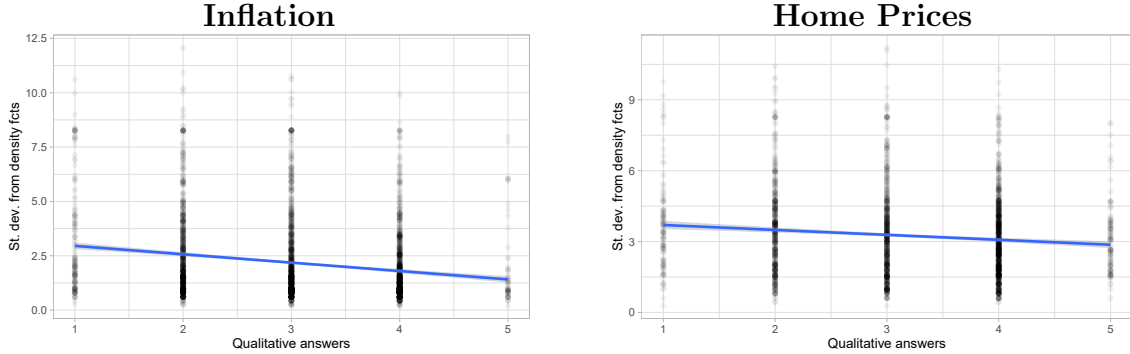 Inflation
12.5
10.0
7.5
5.0
2.5
0.0
St. dev. from density fcts
1 2 3 4 5
Qualitative answers
Home Prices
9
6
3
0
St. dev. from density fcts
1 2 3 4 5
Qualitative answers